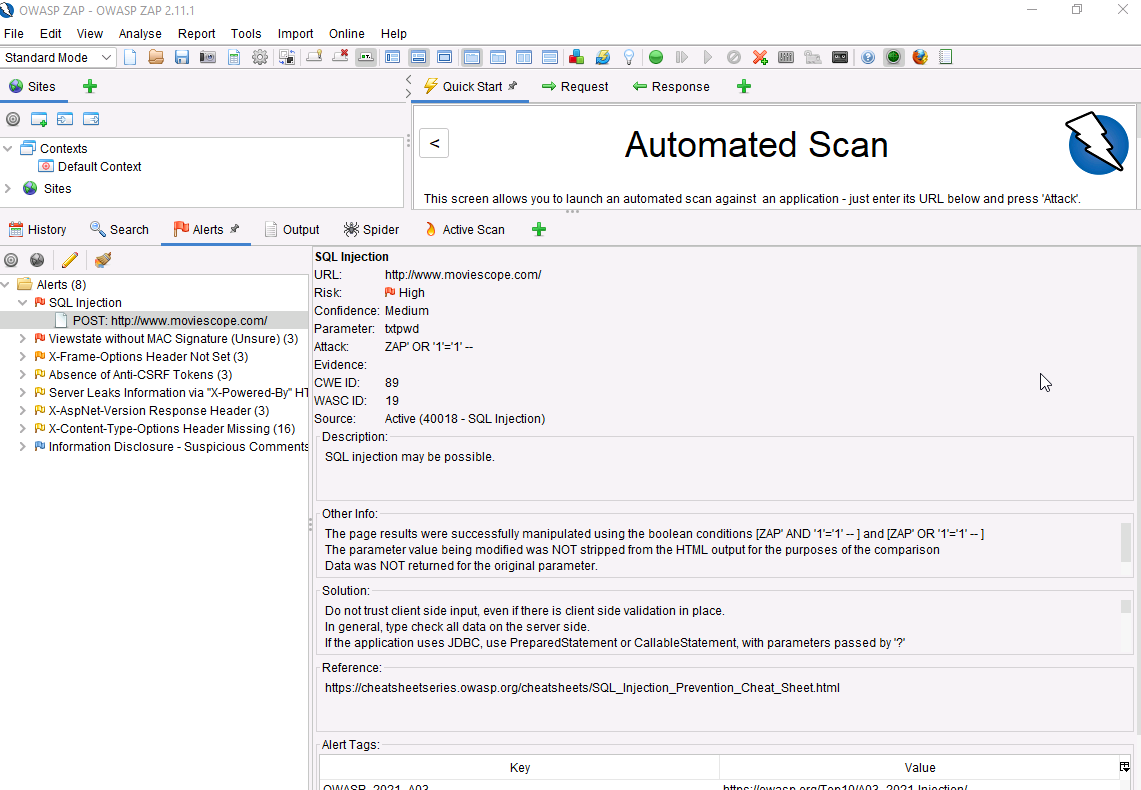 OWASP ZAP - OWASP ZAP 2.11.1
File Edit View Analyse Report Tools Import Online Help
Standard Mode
Sites
Quick Start Request Response
Contexts
Default Context
Sites
<
Automated Scan
This screen allows you to launch an automated scan against an application - just enter its URL below and press 'Attack'.
History Search Alerts Output Spider Active Scan
Alerts (8)
SQL Injection
POST: http://www.moviescope.com/
Viewstate without MAC Signature (Unsure) (3)
X-Frame-Options Header Not Set (3)
Absence of Anti-CSRF Tokens (3)
Server Leaks Information via "X-Powered-By" HT
X-AspNet-Version Response Header (3)
X-Content-Type-Options Header Missing (16)
Information Disclosure - Suspicious Comments
SQL Injection
URL: http://www.moviescope.com/
Risk: High
Confidence: Medium
Parameter: txtpwd
Attack: ZAP' OR '1'='1' --
Evidence:
CWE ID: 89
WASC ID: 19
Source: Active (40018 - SQL Injection)
Description:
SQL injection may be possible.
Other Info:
The page results were successfully manipulated using the boolean conditions [ZAP' AND '1'='1' -- ] and [ZAP' OR '1'='1' -- ]
The parameter value being modified was NOT stripped from the HTML output for the purposes of the comparison
Data was NOT returned for the original parameter.
Solution:
Do not trust client side input, even if there is client side validation in place.
In general, type check all data on the server side.
If the application uses JDBC, use PreparedStatement or CallableStatement, with parameters passed by '?'
Reference:
https://cheatsheetseries.owasp.org/cheatsheets/SQL_Injection_Prevention_Cheat_Sheet.html
Alert Tags:
Key Value
OWASP_2021_A03 https://owasp.org/Top10/A03_2021-Injection/